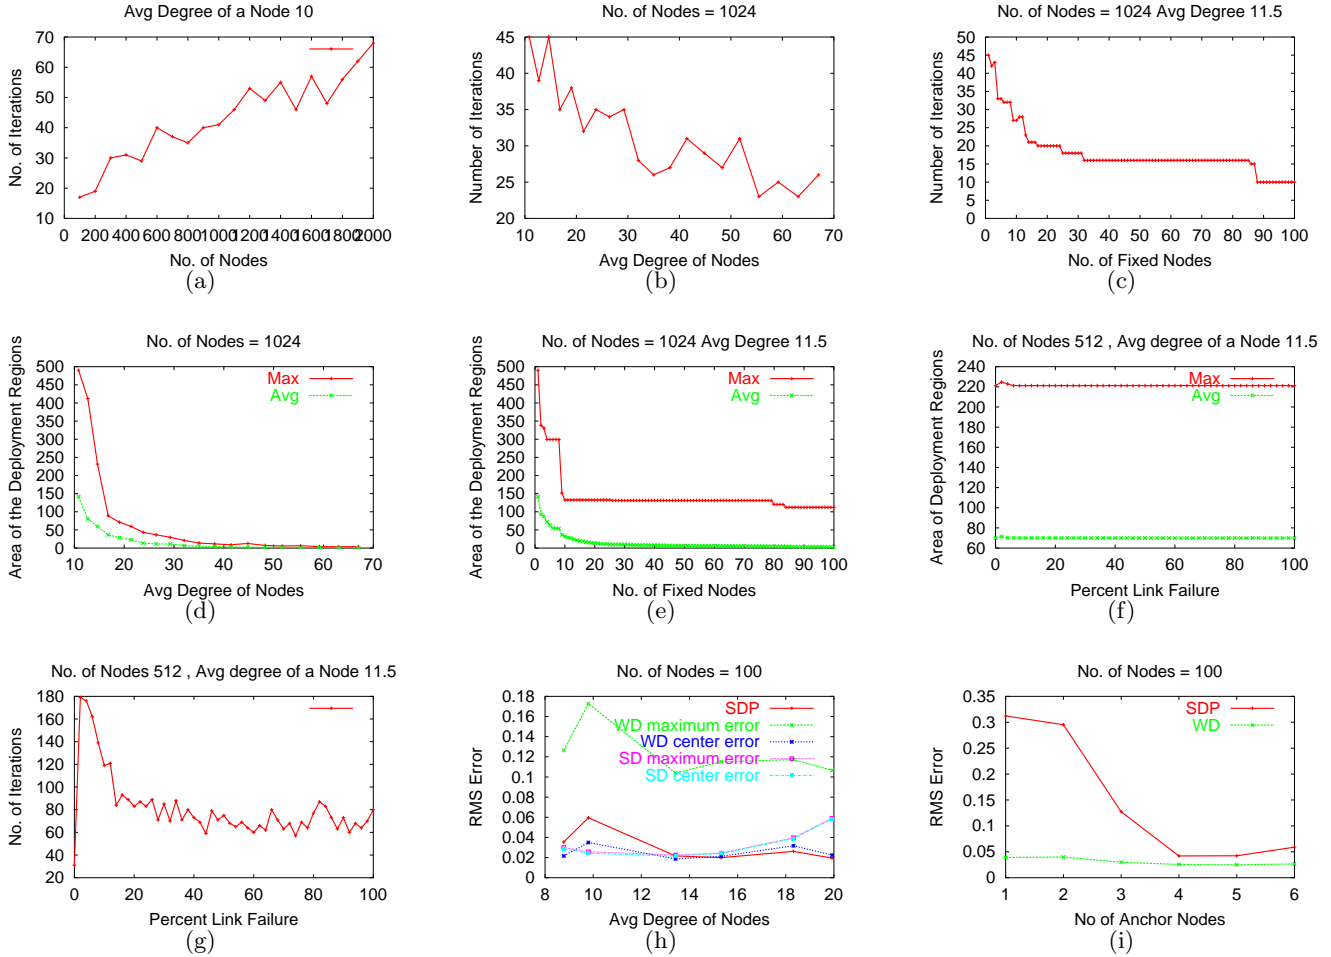 Avg Degree of a Node 10
70
60
50
40
30
20
10
No. of Iterations
0 200 400 600 800 1000 1200 1400 1600 1800 2000
No. of Nodes
(a)
No. of Nodes = 1024
45
40
35
30
25
20
Number of Iterations
10 20 30 40 50 60 70
Avg Degree of Nodes
(b)
No. of Nodes = 1024 Avg Degree 11.5
50
45
40
35
30
25
20
15
10
5
0
Number of Iterations
0 10 20 30 40 50 60 70 80 90 100
No. of Fixed Nodes
(c)
No. of Nodes = 1024
500
450
400
350
300
250
200
150
100
50
0
Area of the Deployment Regions
Max
Avg
10 20 30 40 50 60 70
Avg Degree of Nodes
(d)
No. of Nodes = 1024 Avg Degree 11.5
500
450
400
350
300
250
200
150
100
50
0
Area of the Deployment Regions
Max
Avg
0 10 20 30 40 50 60 70 80 90 100
No. of Fixed Nodes
(e)
No. of Nodes 512 , Avg degree of a Node 11.5
240
220
200
180
160
140
120
100
80
60
Area of Deployment Regions
Max
Avg
0 20 40 60 80 100
Percent Link Failure
(f)
No. of Nodes 512 , Avg degree of a Node 11.5
180
160
140
120
100
80
60
40
20
No. of Iterations
0 20 40 60 80 100
Percent Link Failure
(g)
No. of Nodes = 100
0.18
0.16
0.14
0.12
0.1
0.08
0.06
0.04
0.02
0
RMS Error
SDP
WD maximum error
WD center error
SD maximum error
SD center error
8 10 12 14 16 18 20
Avg Degree of Nodes
(h)
No. of Nodes = 100
0.35
0.3
0.25
0.2
0.15
0.1
0.05
0
RMS Error
SDP
WD
1 2 3 4 5 6
No of Anchor Nodes
(i)